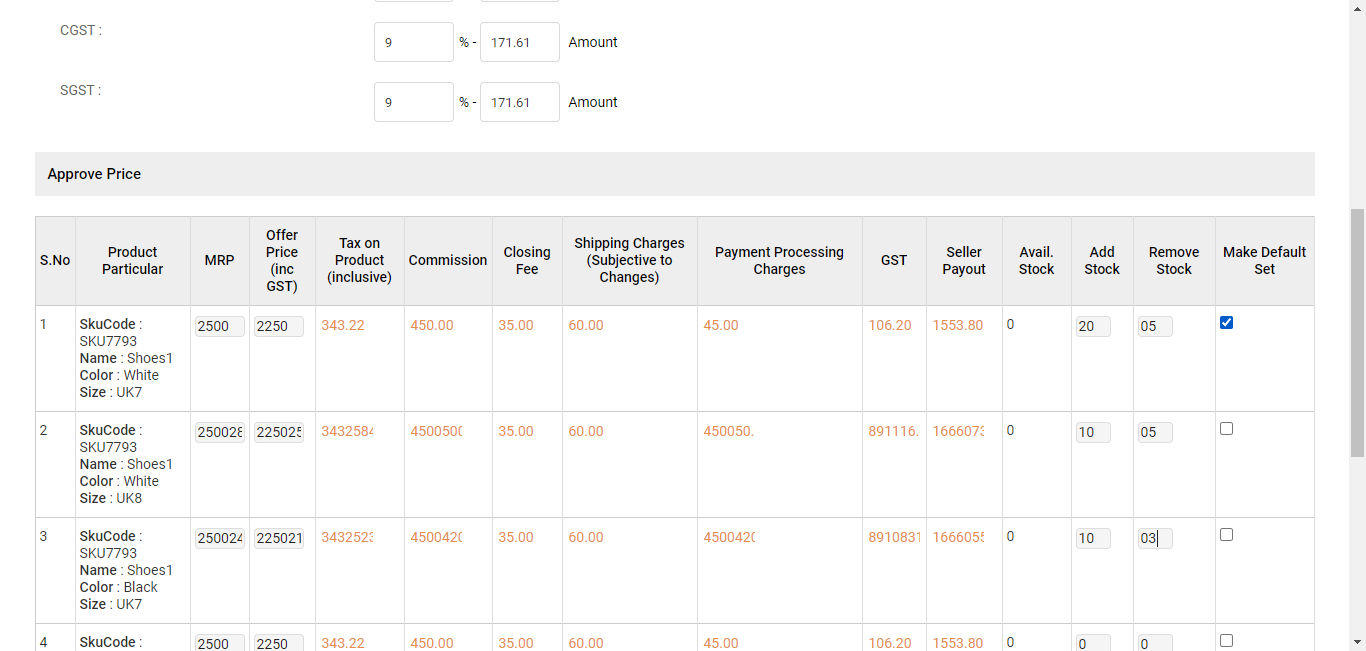 CGST :
9 % - 171.61 Amount
SGST :
9 % - 171.61 Amount
Approve Price
S.No Product Particular MRP Offer Price (inc GST) Tax on Product (inclusive) Commission Closing Fee Shipping Charges (Subjective to Changes) Payment Processing Charges GST Seller Payout Avail. Stock Add Stock Remove Stock Make Default Set
1 SkuCode : 2500 2250 343.22 450.00 35.00 60.00 45.00 106.20 1553.80 0 20 05
SKU7793
Name : Shoes1
Color : White
Size : UK7
2 SkuCode : 250028 225025 3432584 4500500 35.00 60.00 450050. 891116. 1666073 0 10 05
SKU7793
Name : Shoes1
Color : White
Size : UK8
3 SkuCode : 250024 225021 3432523 4500420 35.00 60.00 4500420 8910831 1666055 0 10 03
SKU7793
Name : Shoes1
Color : Black
Size : UK7
4 SkuCode : 2500 2250 343.22 450.00 35.00 60.00 45.00 106.20 1553.80 0 0 0